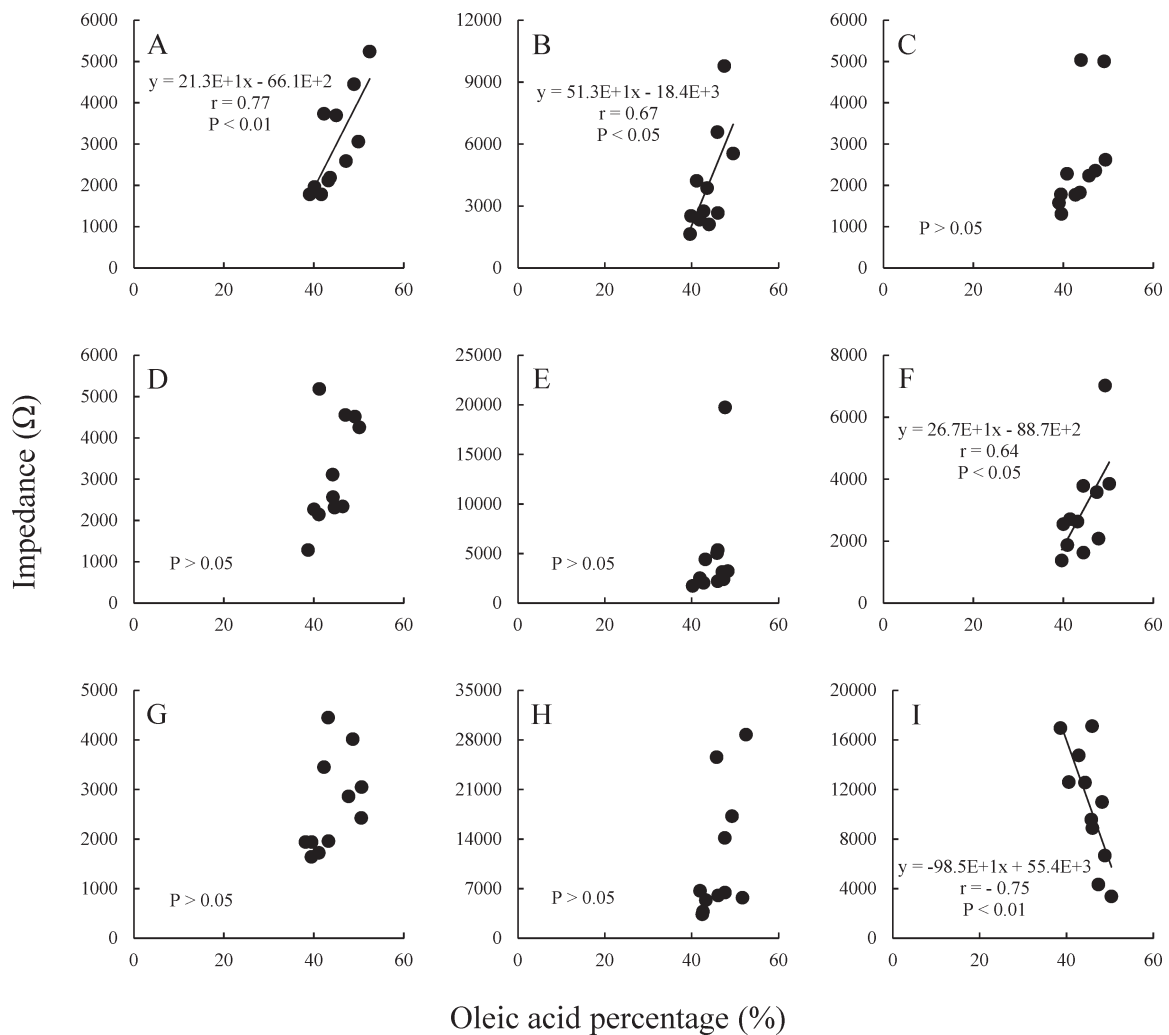 Impedance (Ω)
6000
5000
4000
3000
2000
1000
0
A
y = 21.3E+1x - 66.1E+2
r = 0.77
P < 0.01
0 20 40 60
12000
9000
6000
3000
0
B
y = 51.3E+1x - 18.4E+3
r = 0.67
P < 0.05
0 20 40 60
6000
5000
4000
3000
2000
1000
0
C
P > 0.05
0 20 40 60
6000
5000
4000
3000
2000
1000
0
D
P > 0.05
0 20 40 60
25000
20000
15000
10000
5000
0
E
P > 0.05
0 20 40 60
8000
6000
4000
2000
0
F
y = 26.7E+1x - 88.7E+2
r = 0.64
P < 0.05
0 20 40 60
5000
4000
3000
2000
1000
0
G
P > 0.05
0 20 40 60
35000
28000
21000
14000
7000
0
H
P > 0.05
0 20 40 60
20000
16000
12000
8000
4000
0
I
y = -98.5E+1x + 55.4E+3
r = - 0.75
P < 0.01
0 20 40 60
Oleic acid percentage (%)